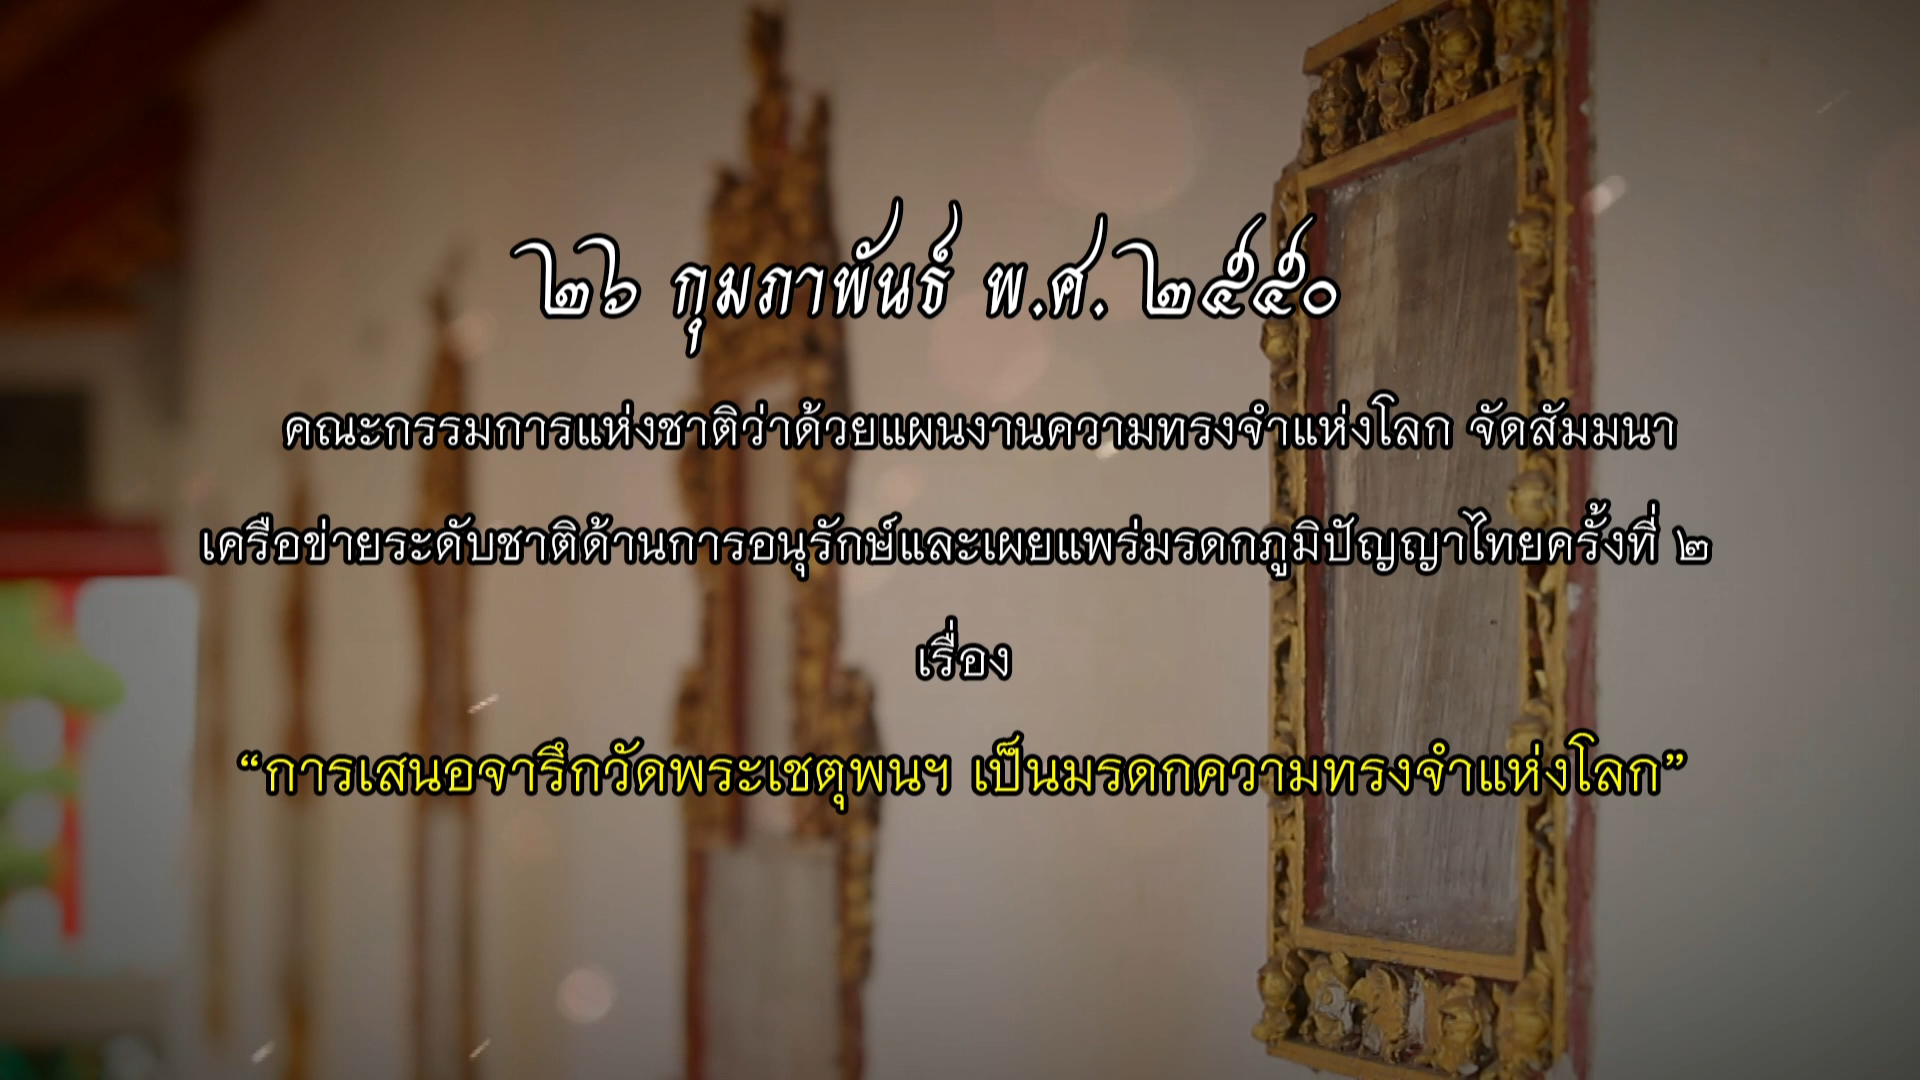 ๒๖ กุมภาพันธ์ พ.ศ. ๒๕๕๐
คณะกรรมการแห่งชาติว่าด้วยแผนงานความทรงจำแห่งโลก จัดสัมมนา
เครือข่ายระดับชาติด้านการอนุรักษ์และเผยแพร่มรดกภูมิปัญญาไทยครั้งที่ ๒
เรื่อง
“การเสนอจารึกวัดพระเชตุพนฯ เป็นมรดกความทรงจำแห่งโลก”